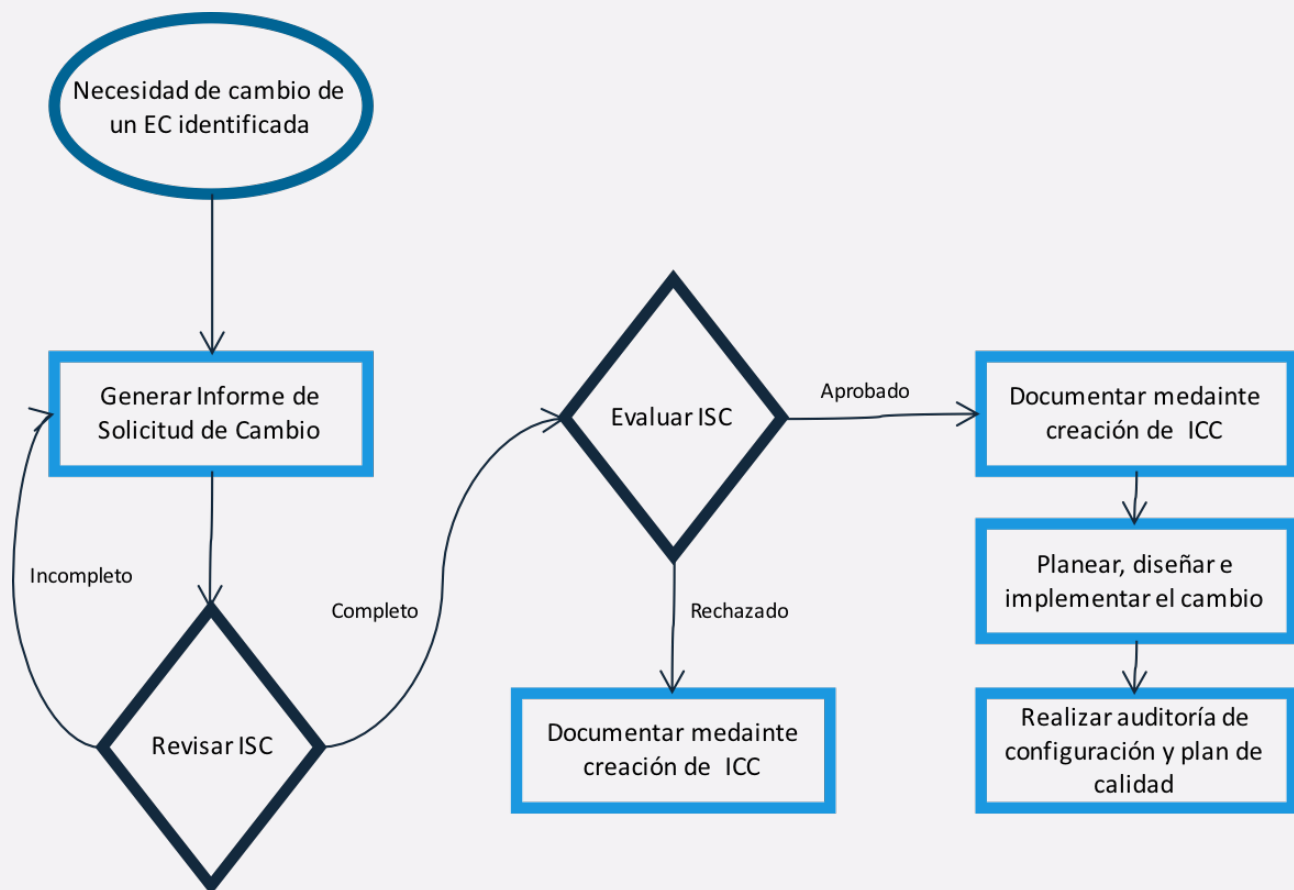 Necesidad de cambio de
un EC identificada
Generar Informe de
Solicitud de Cambio
Incompleto
Revisar ISC
Completo
Evaluar ISC
Rechazado
Documentar medainte
creación de ICC
Aprobado
Documentar medainte
creación de ICC
Planear, diseñar e
implementar el cambio
Realizar auditoría de
configuración y plan de
calidad